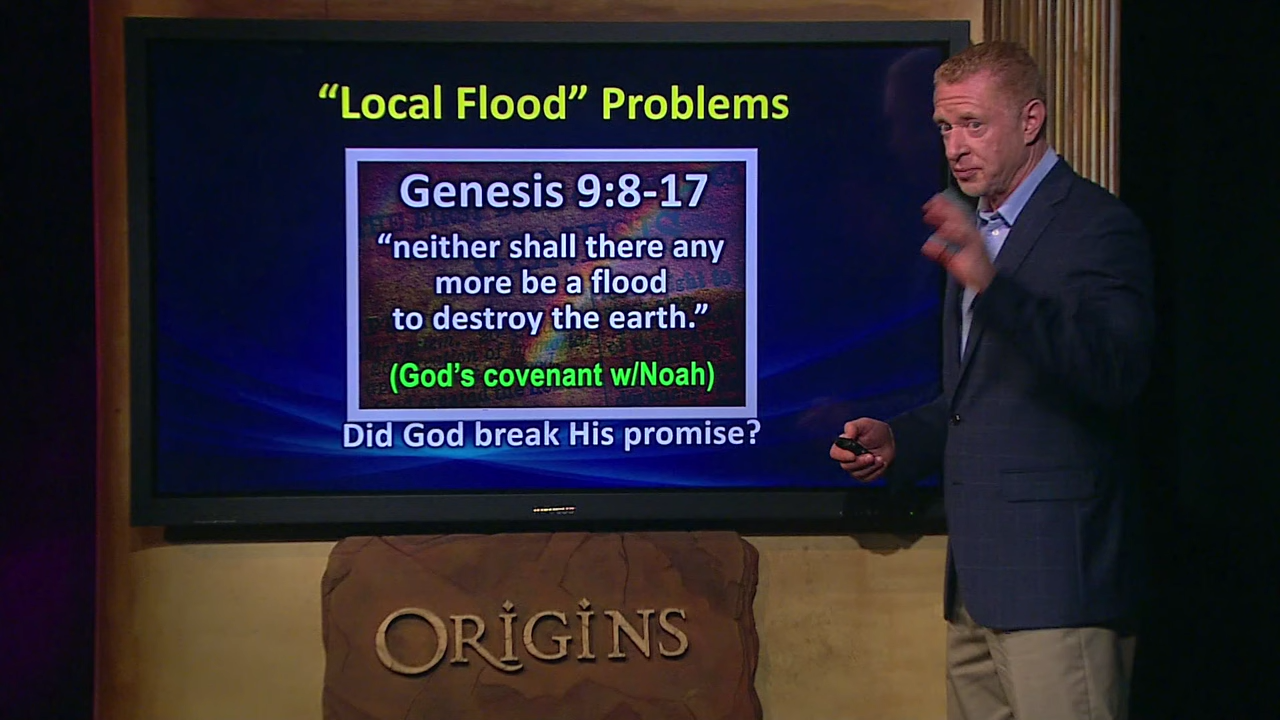 “Local Flood” Problems
Genesis 9:8-17
“neither shall there any
more be a flood
to destroy the earth.”
(God’s covenant w/Noah)
Did God break His promise?
ORIGINS